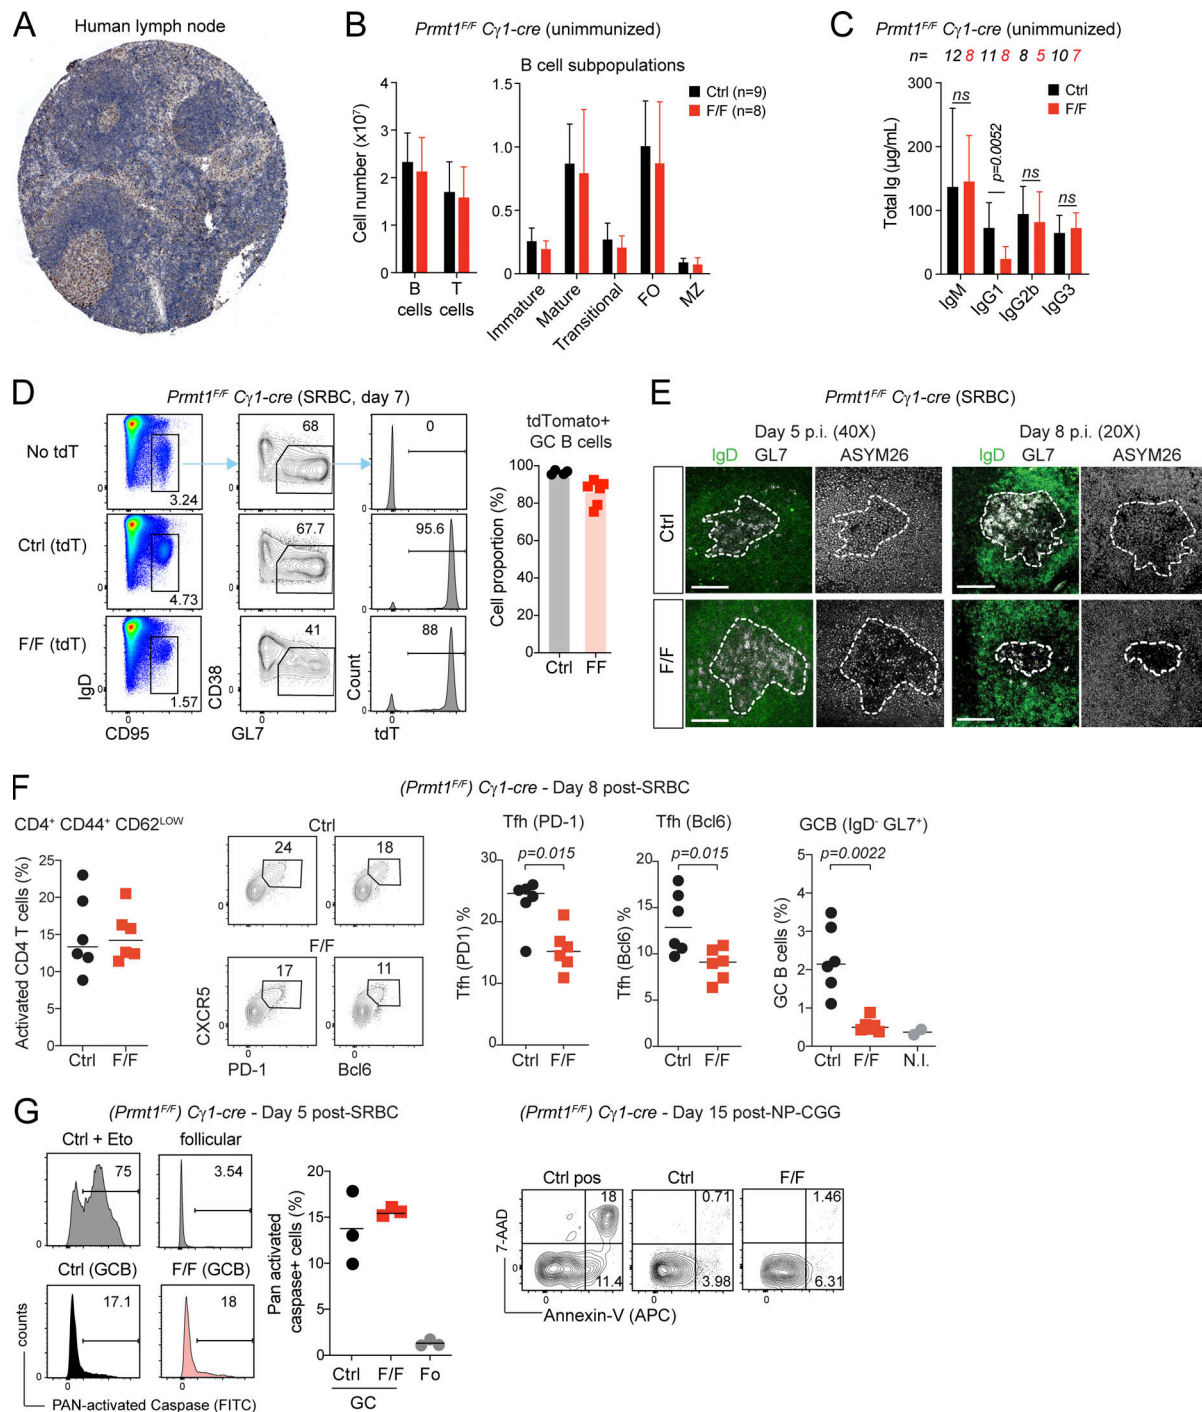 A
Human lymph node
B
Prmt1F/F Cγ1-cre (unimmunized)
B cell subpopulations
Ctrl (n=9)
F/F (n=8)
Cell number (x10⁷)
4
3
2
1
0
1.5
1.0
0.5
0
B cells
T cells
Immature
Mature
Transitional
FO
MZ
C
Prmt1F/F Cγ1-cre (unimmunized)
n= 12 8 11 8 8 5 10 7
Ctrl
F/F
Total Ig (µg/mL)
300
200
100
0
ns
p=0.0052
ns
ns
IgM
IgG1
IgG2b
IgG3
D
Prmt1F/F Cγ1-cre (SRBC, day 7)
No tdT
3.24
68
0
Ctrl (tdT)
4.73
67.7
95.6
F/F (tdT)
1.57
41
88
IgD
CD95
CD38
GL7
Count
tdT
tdTomato+
GC B cells
Cell proportion (%)
100
80
60
40
20
0
Ctrl
FF
E
Prmt1F/F Cγ1-cre (SRBC)
Day 5 p.i. (40X)
Day 8 p.i. (20X)
IgD GL7
ASYM26
IgD GL7
ASYM26
Ctrl
F/F
F
(Prmt1F/F) Cγ1-cre - Day 8 post-SRBC
CD4⁺ CD44⁺ CD62LOW
Activated CD4 T cells (%)
30
20
10
0
Ctrl
F/F
Ctrl
24
18
F/F
17
11
CXCR5
PD-1
Bcl6
Tfh (PD-1)
p=0.015
Tfh (PD1) %
30
20
10
0
Ctrl
F/F
Tfh (Bcl6)
p=0.015
Tfh (Bcl6) %
20
15
10
5
0
Ctrl
F/F
GCB (IgD⁻ GL7⁺)
p=0.0022
GC B cells (%)
5
4
3
2
1
0
Ctrl
F/F
N.I.
G
(Prmt1F/F) Cγ1-cre - Day 5 post-SRBC
Ctrl + Eto
75
follicular
3.54
Ctrl (GCB)
17.1
F/F (GCB)
18
counts
PAN-activated Caspase (FITC)
Pan activated
caspase+ cells (%)
20
15
10
5
0
Ctrl
F/F
Fo
GC
(Prmt1F/F) Cγ1-cre - Day 15 post-NP-CGG
Ctrl pos
18
11.4
Ctrl
0.71
3.98
F/F
1.46
6.31
7-AAD
Annexin-V (APC)